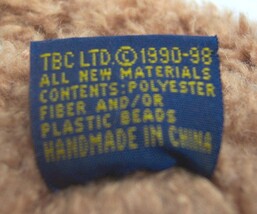 TBC LTD.© 1990-98
ALL NEW MATERIALS
CONTENTS: POLYESTER
FIBER AND/OR
PLASTIC BEADS
HANDMADE IN CHINA